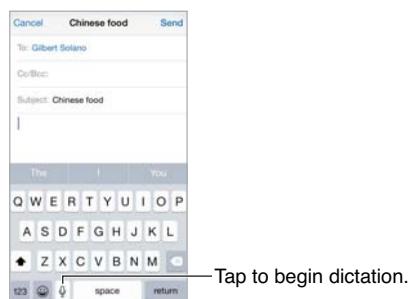 Cancel Chinese food Send
To: Gilbert Solano
Cc/Bcc:
Subject: Chinese food
The I You
Q W E R T Y U I O P
A S D F G H J K L
Z X C V B N M
123 space return
Tap to begin dictation.